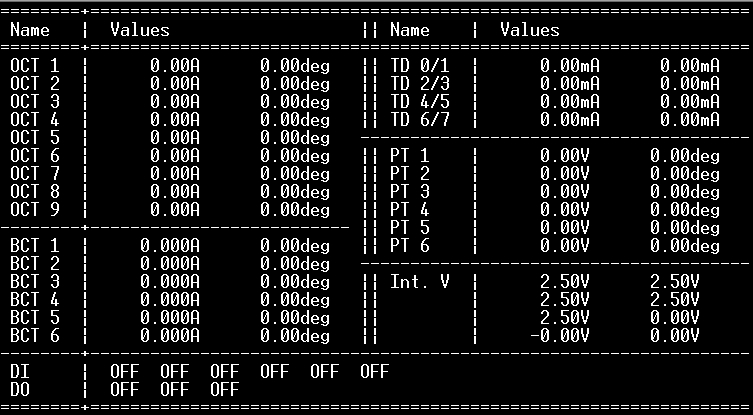 Name | Values || Name | Values
OCT 1 | 0.00A 0.00deg || TD 0/1 | 0.00mA 0.00mA
OCT 2 | 0.00A 0.00deg || TD 2/3 | 0.00mA 0.00mA
OCT 3 | 0.00A 0.00deg || TD 4/5 | 0.00mA 0.00mA
OCT 4 | 0.00A 0.00deg || TD 6/7 | 0.00mA 0.00mA
OCT 5 | 0.00A 0.00deg
OCT 6 | 0.00A 0.00deg || PT 1 | 0.00V 0.00deg
OCT 7 | 0.00A 0.00deg || PT 2 | 0.00V 0.00deg
OCT 8 | 0.00A 0.00deg || PT 3 | 0.00V 0.00deg
OCT 9 | 0.00A 0.00deg || PT 4 | 0.00V 0.00deg
|| PT 5 | 0.00V 0.00deg
BCT 1 | 0.000A 0.00deg || PT 6 | 0.00V 0.00deg
BCT 2 | 0.000A 0.00deg
BCT 3 | 0.000A 0.00deg || Int. V | 2.50V 2.50V
BCT 4 | 0.000A 0.00deg || | 2.50V 2.50V
BCT 5 | 0.000A 0.00deg || | 2.50V 0.00V
BCT 6 | 0.000A 0.00deg || | -0.00V 0.00V
DI | OFF OFF OFF OFF OFF OFF
DO | OFF OFF OFF